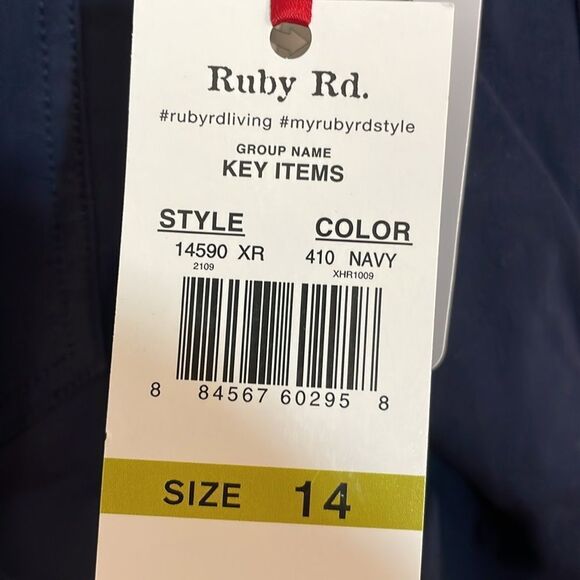 Ruby Rd.
#rubyrdliving #myrubyrdstyle
GROUP NAME
KEY ITEMS
STYLE COLOR
14590 XR 410 NAVY
2109 XHR1009
8 84567 60295 8
SIZE 14